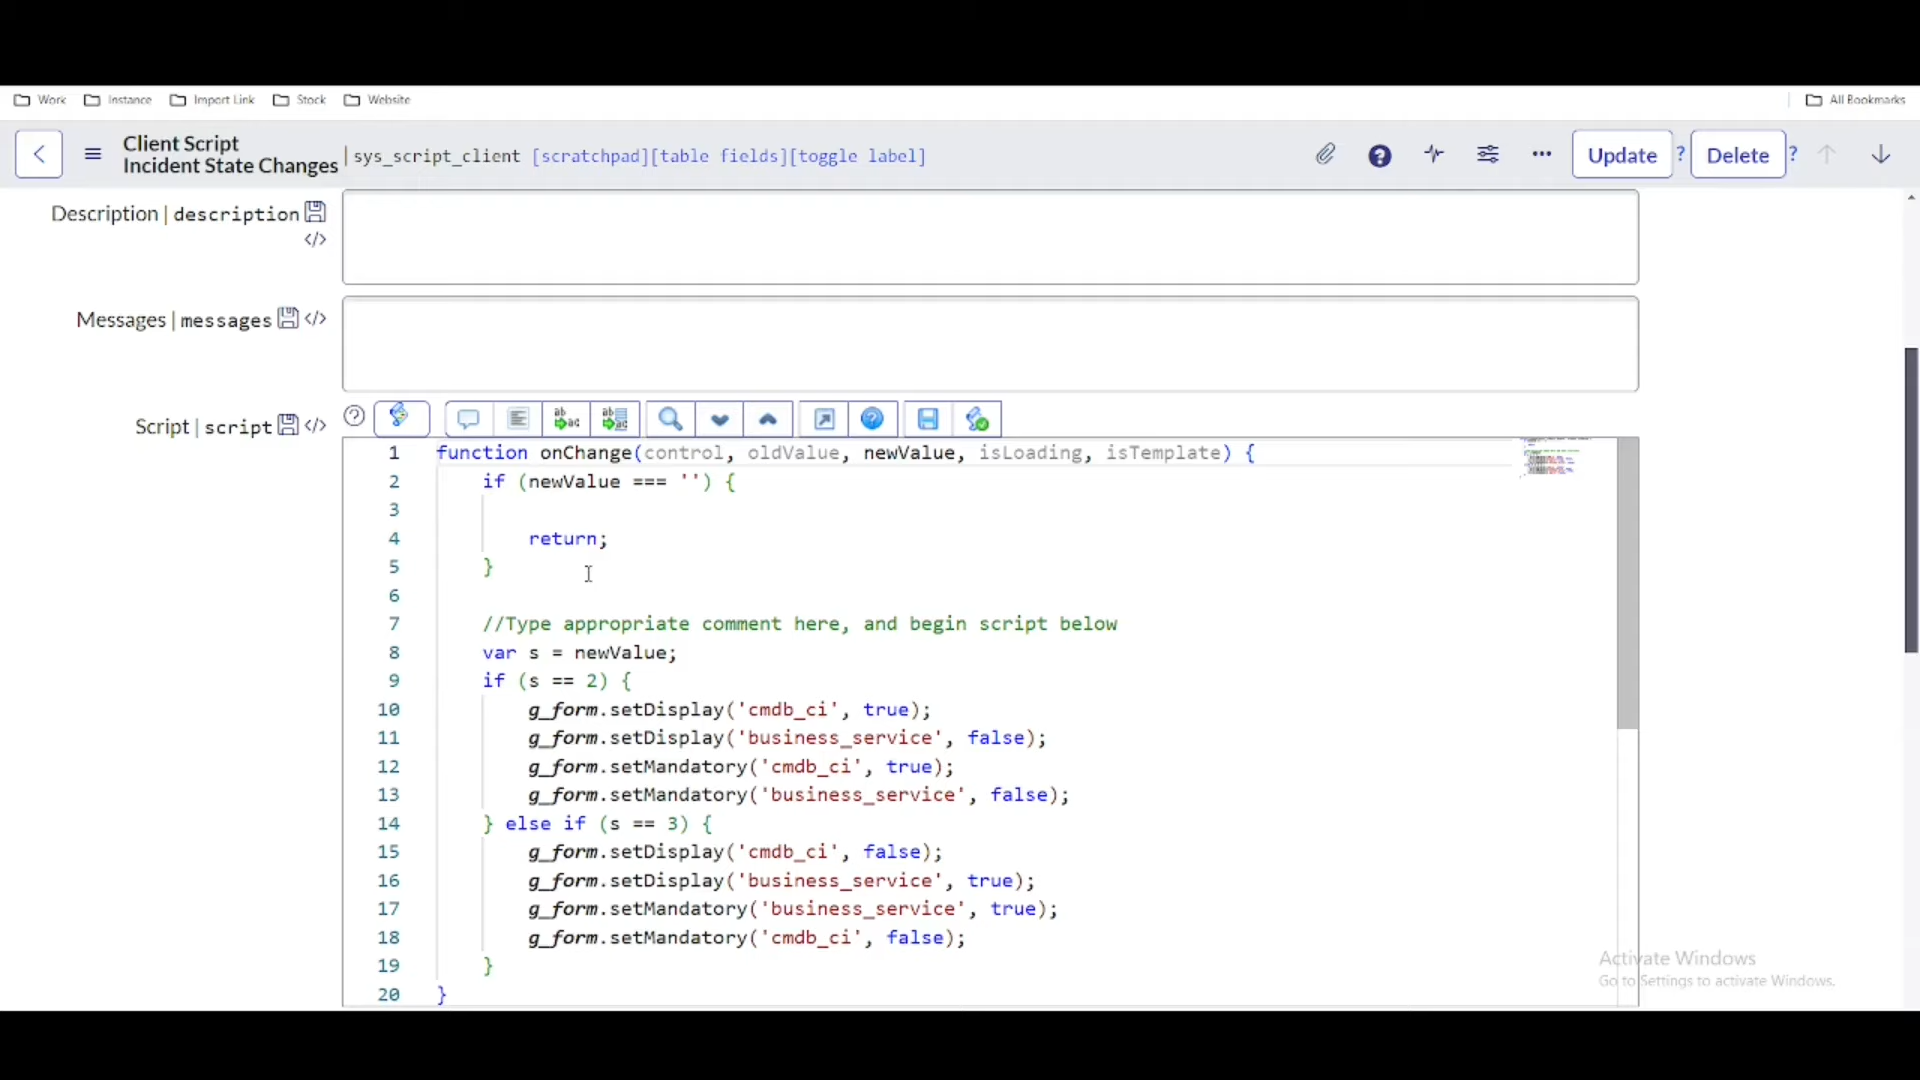 Work Instance Import Link Stock Website All Bookmarks
Client Script
Incident State Changes | sys_script_client [scratchpad][table fields][toggle label] Update ? Delete ?
Description | description
</>
Messages | messages </>
Script | script </>
1 function onChange(control, oldValue, newValue, isLoading, isTemplate) {
2 if (newValue === '') {
3
4 return;
5 }
6
7 //Type appropriate comment here, and begin script below
8 var s = newValue;
9 if (s == 2) {
10 g_form.setDisplay('cmdb_ci', true);
11 g_form.setDisplay('business_service', false);
12 g_form.setMandatory('cmdb_ci', true);
13 g_form.setMandatory('business_service', false);
14 } else if (s == 3) {
15 g_form.setDisplay('cmdb_ci', false);
16 g_form.setDisplay('business_service', true);
17 g_form.setMandatory('business_service', true);
18 g_form.setMandatory('cmdb_ci', false);
19 }
20 }
Activate Windows
Go to Settings to activate Windows.